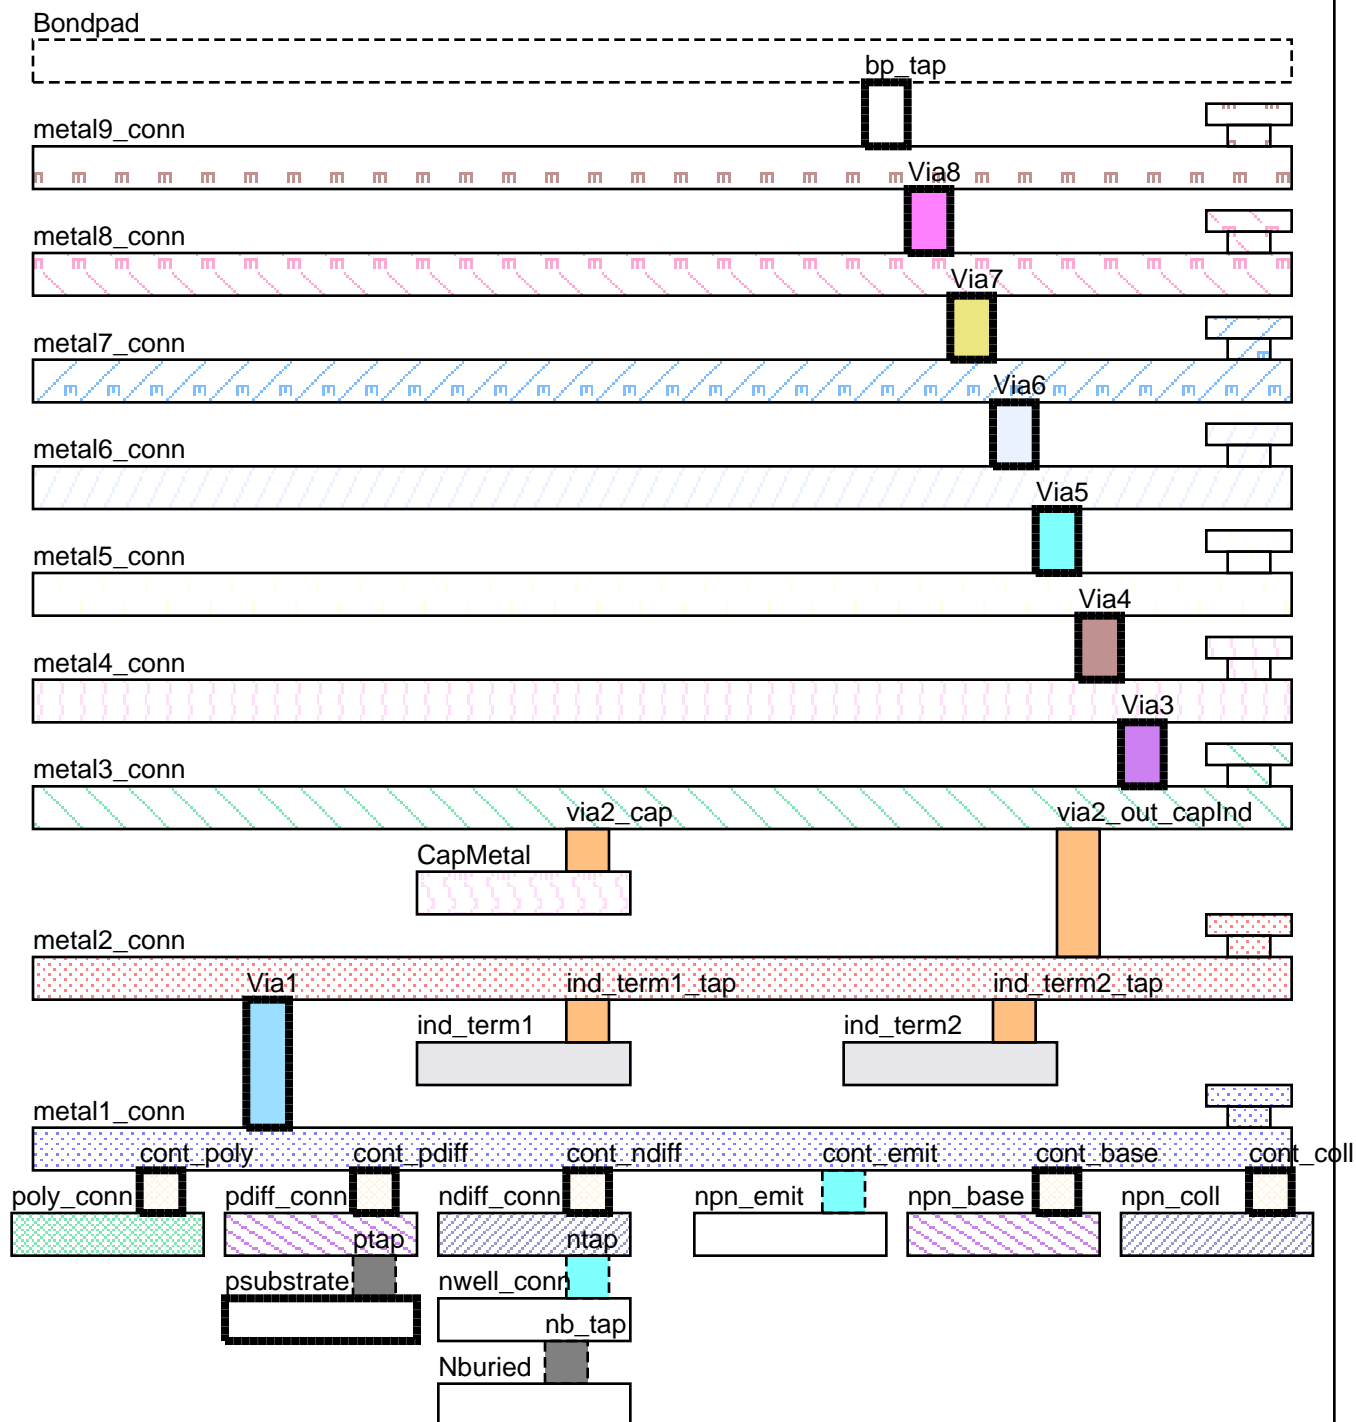 Bondpad
bp_tap
metal9_conn
Via8
metal8_conn
Via7
metal7_conn
Via6
metal6_conn
Via5
metal5_conn
Via4
metal4_conn
Via3
metal3_conn
via2_cap via2_out_capInd
CapMetal
metal2_conn
Via1 ind_term1_tap ind_term2_tap
ind_term1 ind_term2
metal1_conn
cont_poly cont_pdiff cont_ndiff cont_emit cont_base cont_coll
poly_conn pdiff_conn ndiff_conn npn_emit npn_base npn_coll
ptap ntap
psubstrate nwell_conn
nb_tap
Nburied